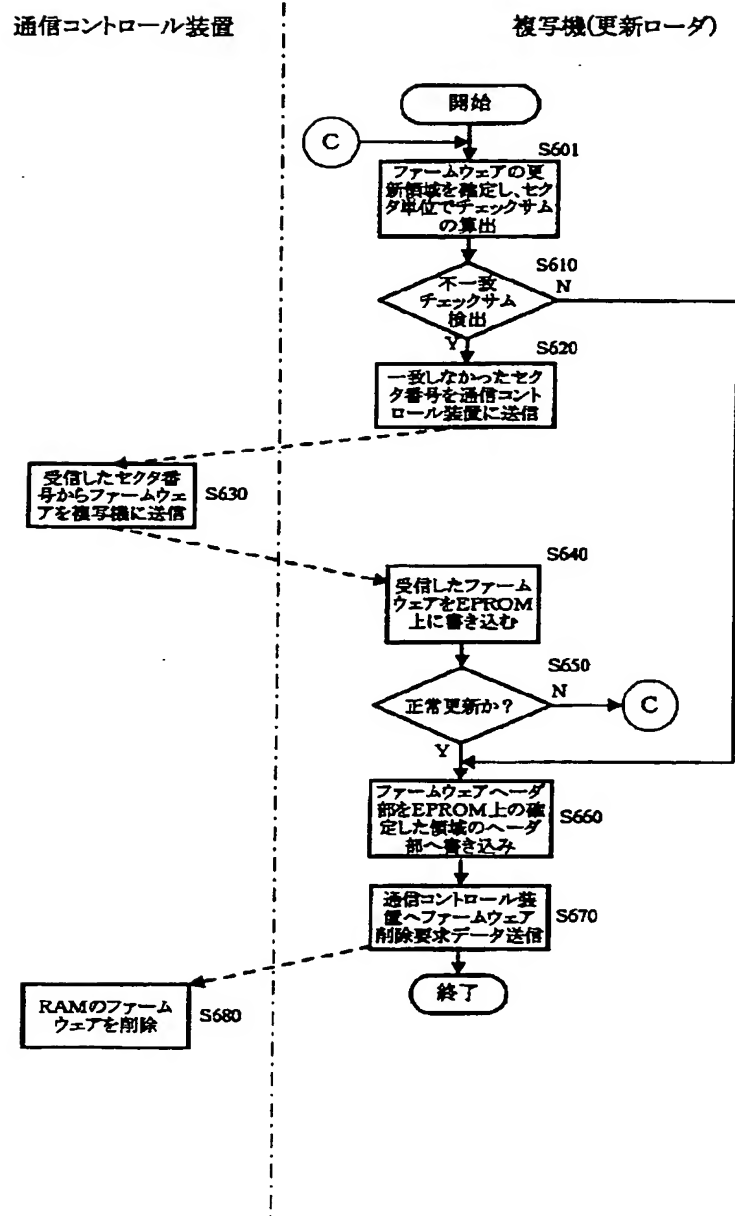 通信コントロール装置
複写機(更新ローダ)
開始
C
S601
ファームウェアの更
新領域を確定し、セク
タ単位でチェックサム
の算出
S610
不一致
チェックサム
検出
N
Y
S620
一致しなかったセク
タ番号を通信コント
ロール装置に送信
受信したセクタ番
号からファームウェ
アを複写機に送信
S630
S640
受信したファーム
ウェアをEPROM
上に書き込む
S650
正常更新か?
N
C
Y
ファームウェアヘーダ
部をEPROM上の確
定した領域のヘーダ
部へ書き込み
S660
通信コントロール装
置へファームウェア
削除要求データ送信
S670
終了
RAMのファーム
ウェアを削除
S680